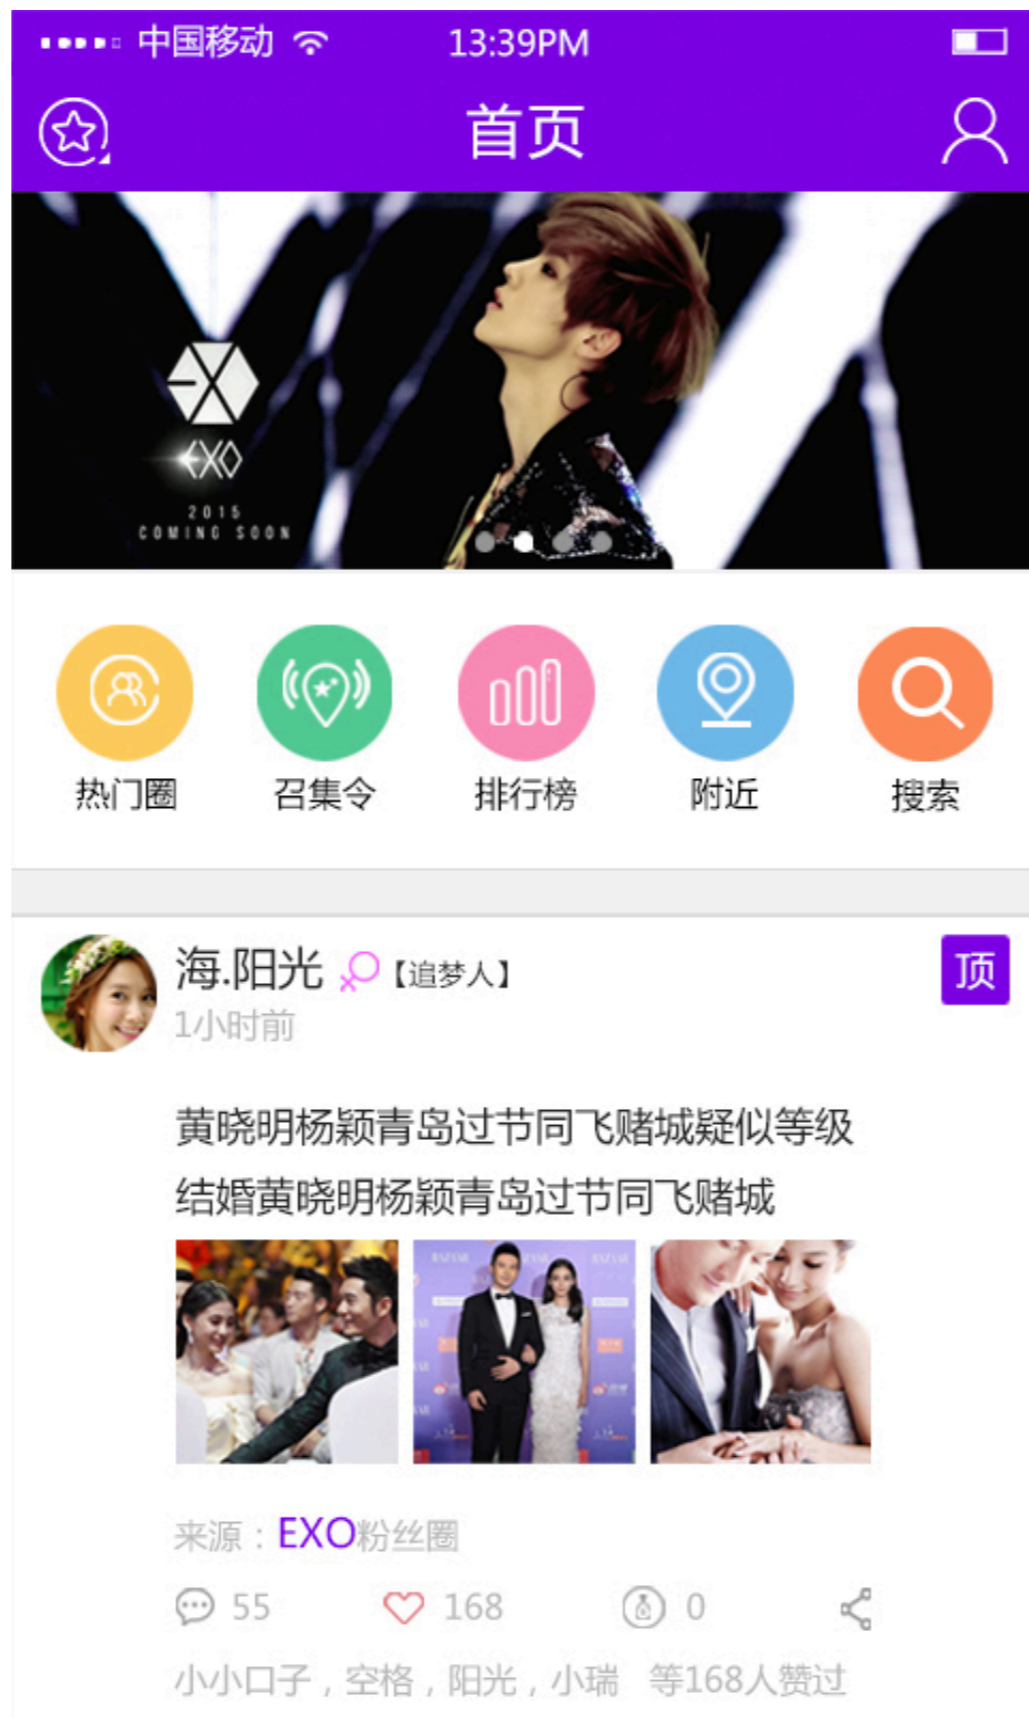 中国移动 13:39PM
首页
EXO
EXO
2015
COMING SOON
热门圈 召集令 排行榜 附近 搜索
海.阳光 【追梦人】 顶
1小时前
黄晓明杨颖青岛过节同飞赌城疑似等级
结婚黄晓明杨颖青岛过节同飞赌城
BAZAAR
来源：EXO粉丝圈
55 168 0
小小口子，空格，阳光，小瑞 等168人赞过